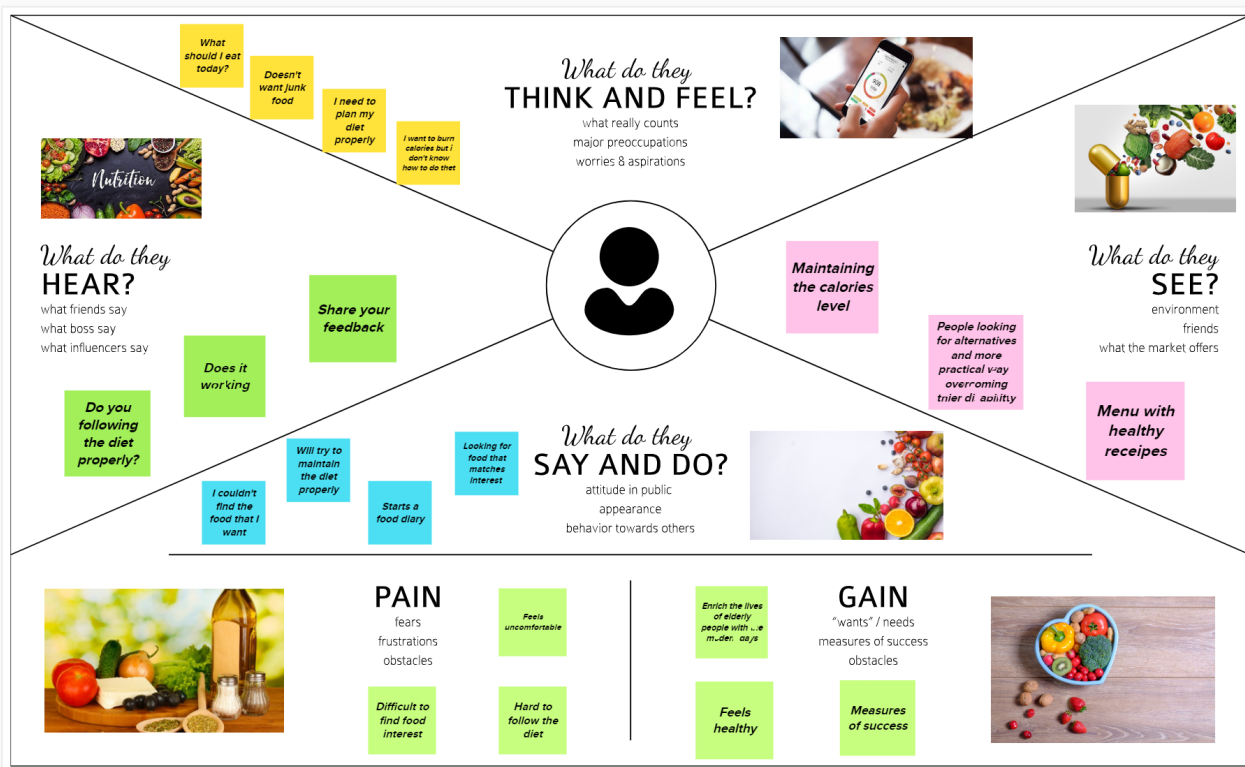 What
should I eat
today?
Doesn't
want junk
food
I need to
plan my
diet
properly
I want to burn
calories but i
don't know
how to do thet
What do they
THINK AND FEEL?
what really counts
major preoccupations
worries & aspirations
Nutrition
What do they
HEAR?
what friends say
what boss say
what influencers say
Share your
feedback
Does it
working
Do you
following
the diet
properly?
What do they
SEE?
environment
friends
what the market offers
Maintaining
the calories
level
People looking
for alternatives
and more
practical way
overcoming
Menu with
healthy
receipes
What do they
SAY AND DO?
attitude in public
appearance
behavior towards others
Will try to
maintain
the diet
properly
Looking for
food that
matches
interest
I couldn't
find the
food that I
want
Starts a
food diary
PAIN
fears
frustrations
obstacles
Feels
uncomfortable
Difficult to
find food
interest
Hard to
follow the
diet
GAIN
"wants" / needs
measures of success
obstacles
Enrich the lives
of elderly
people with
days
Feels
healthy
Measures
of success